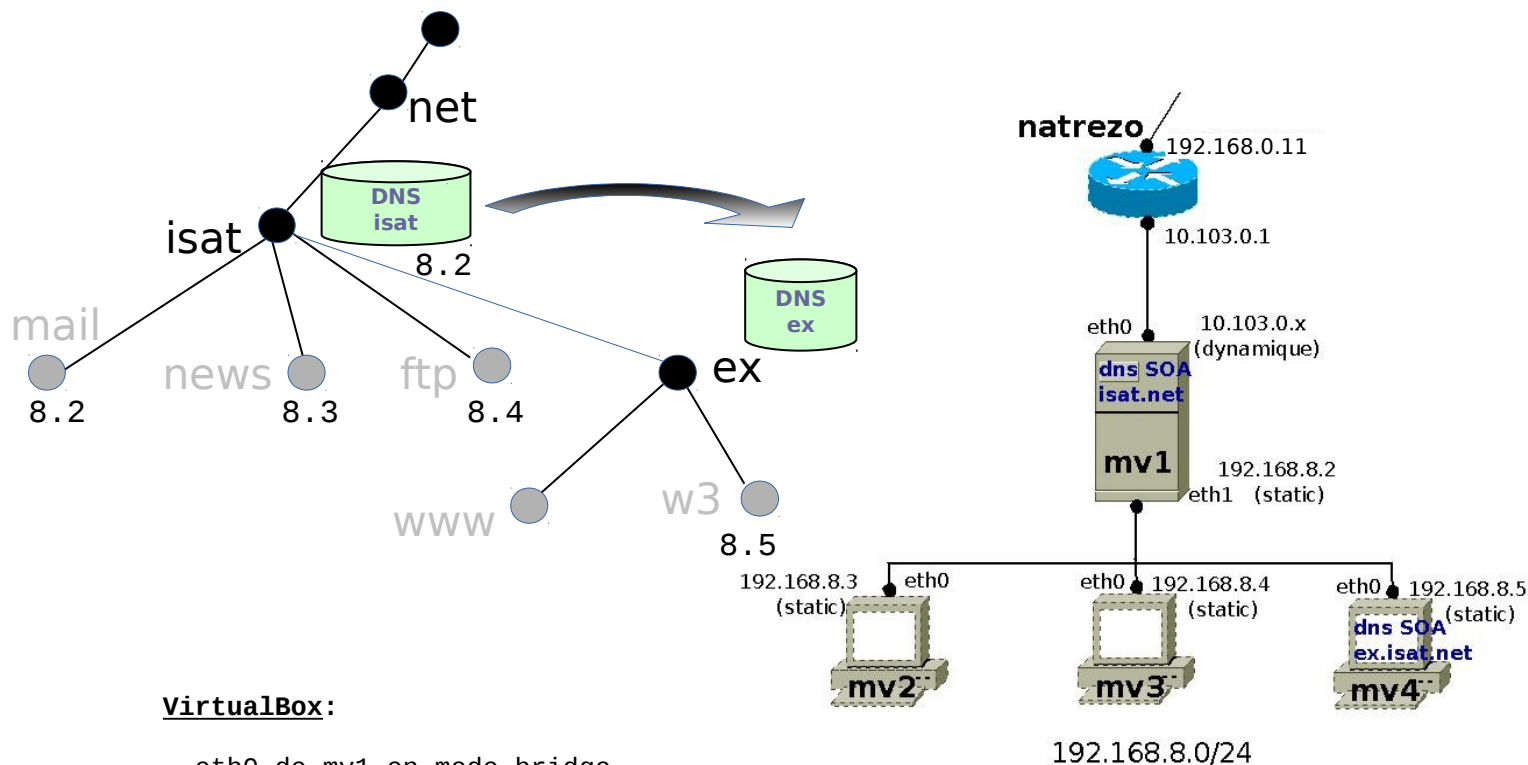 net
DNS
isat
isat
8.2
mail
8.2
news
8.3
ftp
8.4
DNS
ex
ex
www
w3
8.5
natrezo
192.168.0.11
10.103.0.1
eth0
10.103.0.x
(dynamique)
dns SOA
isat.net
mv1
192.168.8.2
eth1 (static)
192.168.8.3
(static)
eth0
mv2
eth0
192.168.8.4
(static)
mv3
eth0
192.168.8.5
(static)
dns SOA
ex.isat.net
mv4
192.168.8.0/24
VirtualBox:
eth0 de mv1 en mode bridge